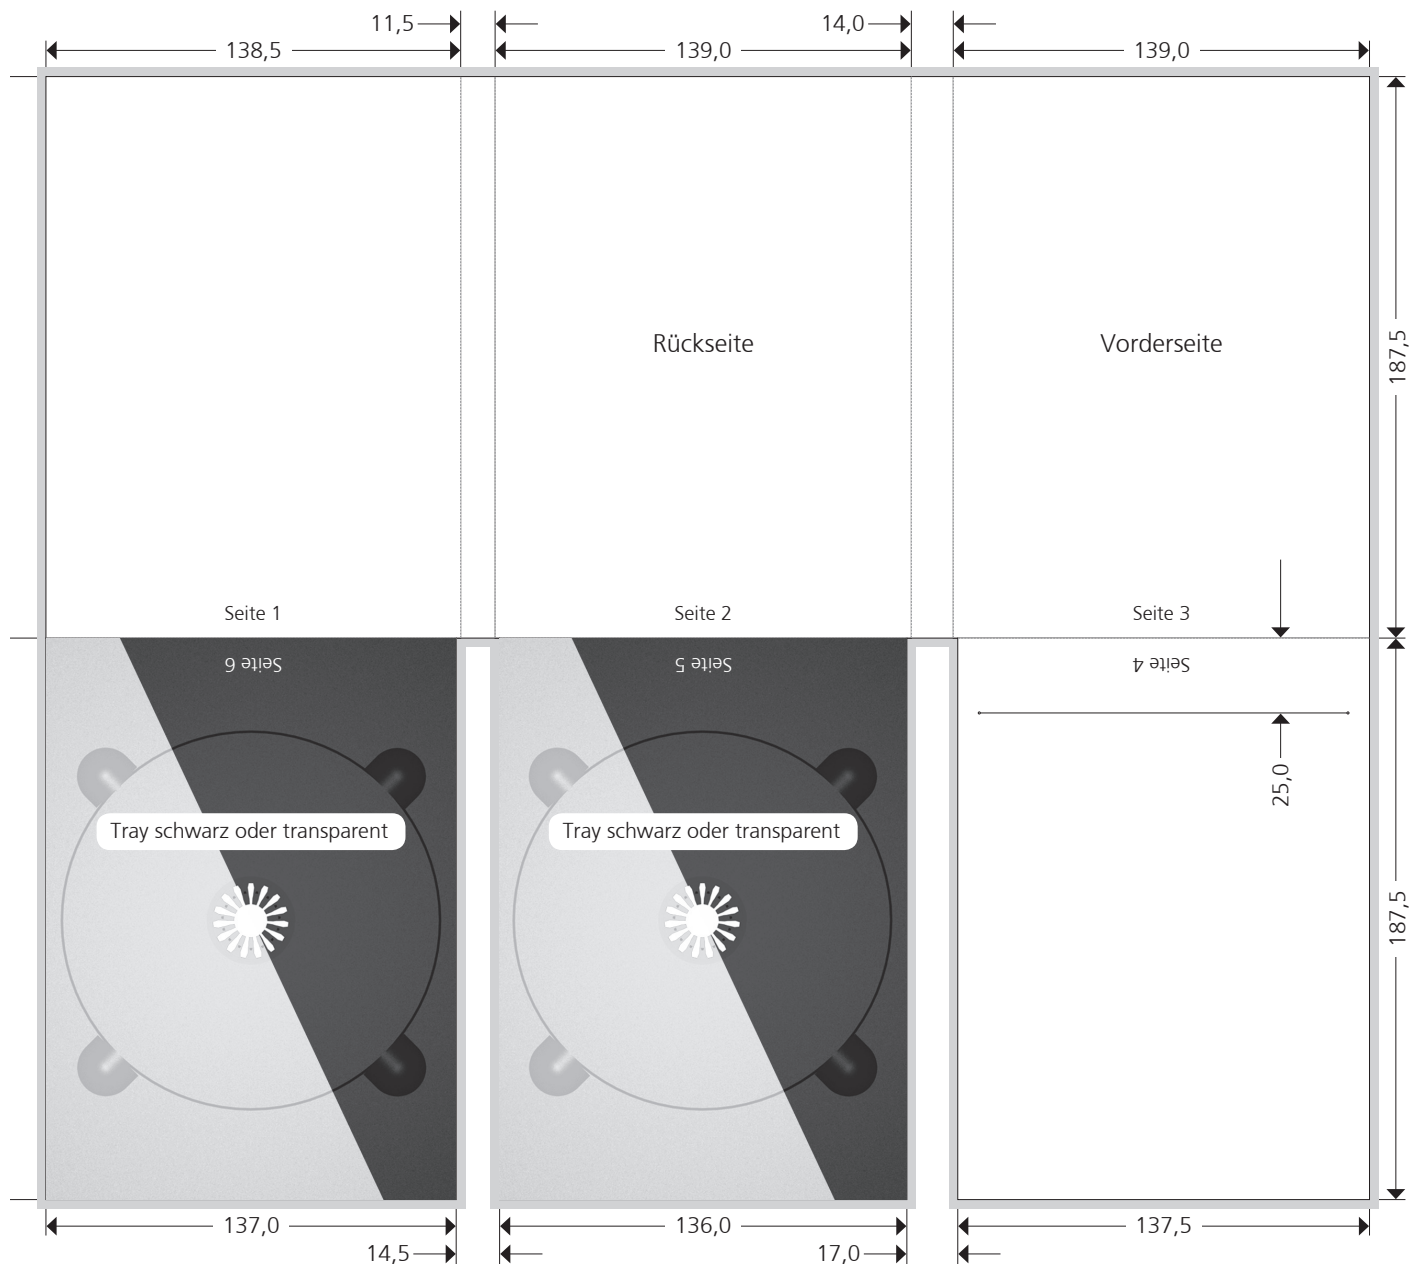 11,5
14,0
138,5
139,0
139,0
Rückseite
Vorderseite
187,5
Seite 1
Seite 2
Seite 3
Seite 6
Seite 5
Seite 4
25,0
Tray schwarz oder transparent
Tray schwarz oder transparent
187,5
137,0
136,0
137,5
14,5
17,0